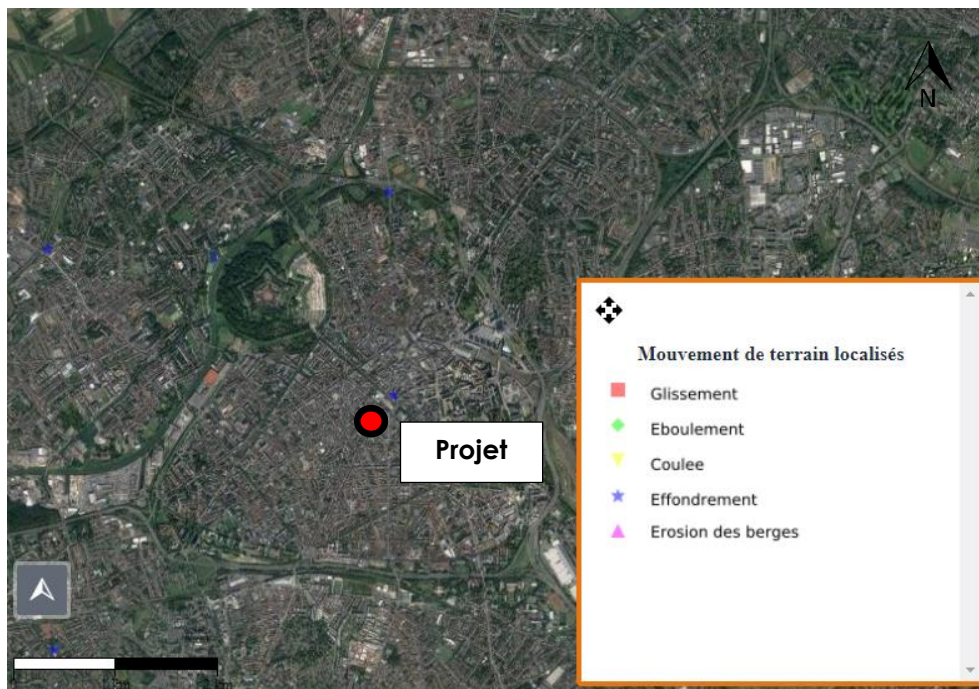 N
Mouvement de terrain localisés
Glissement
Eboulement
Coulee
Effondrement
Erosion des berges
Projet